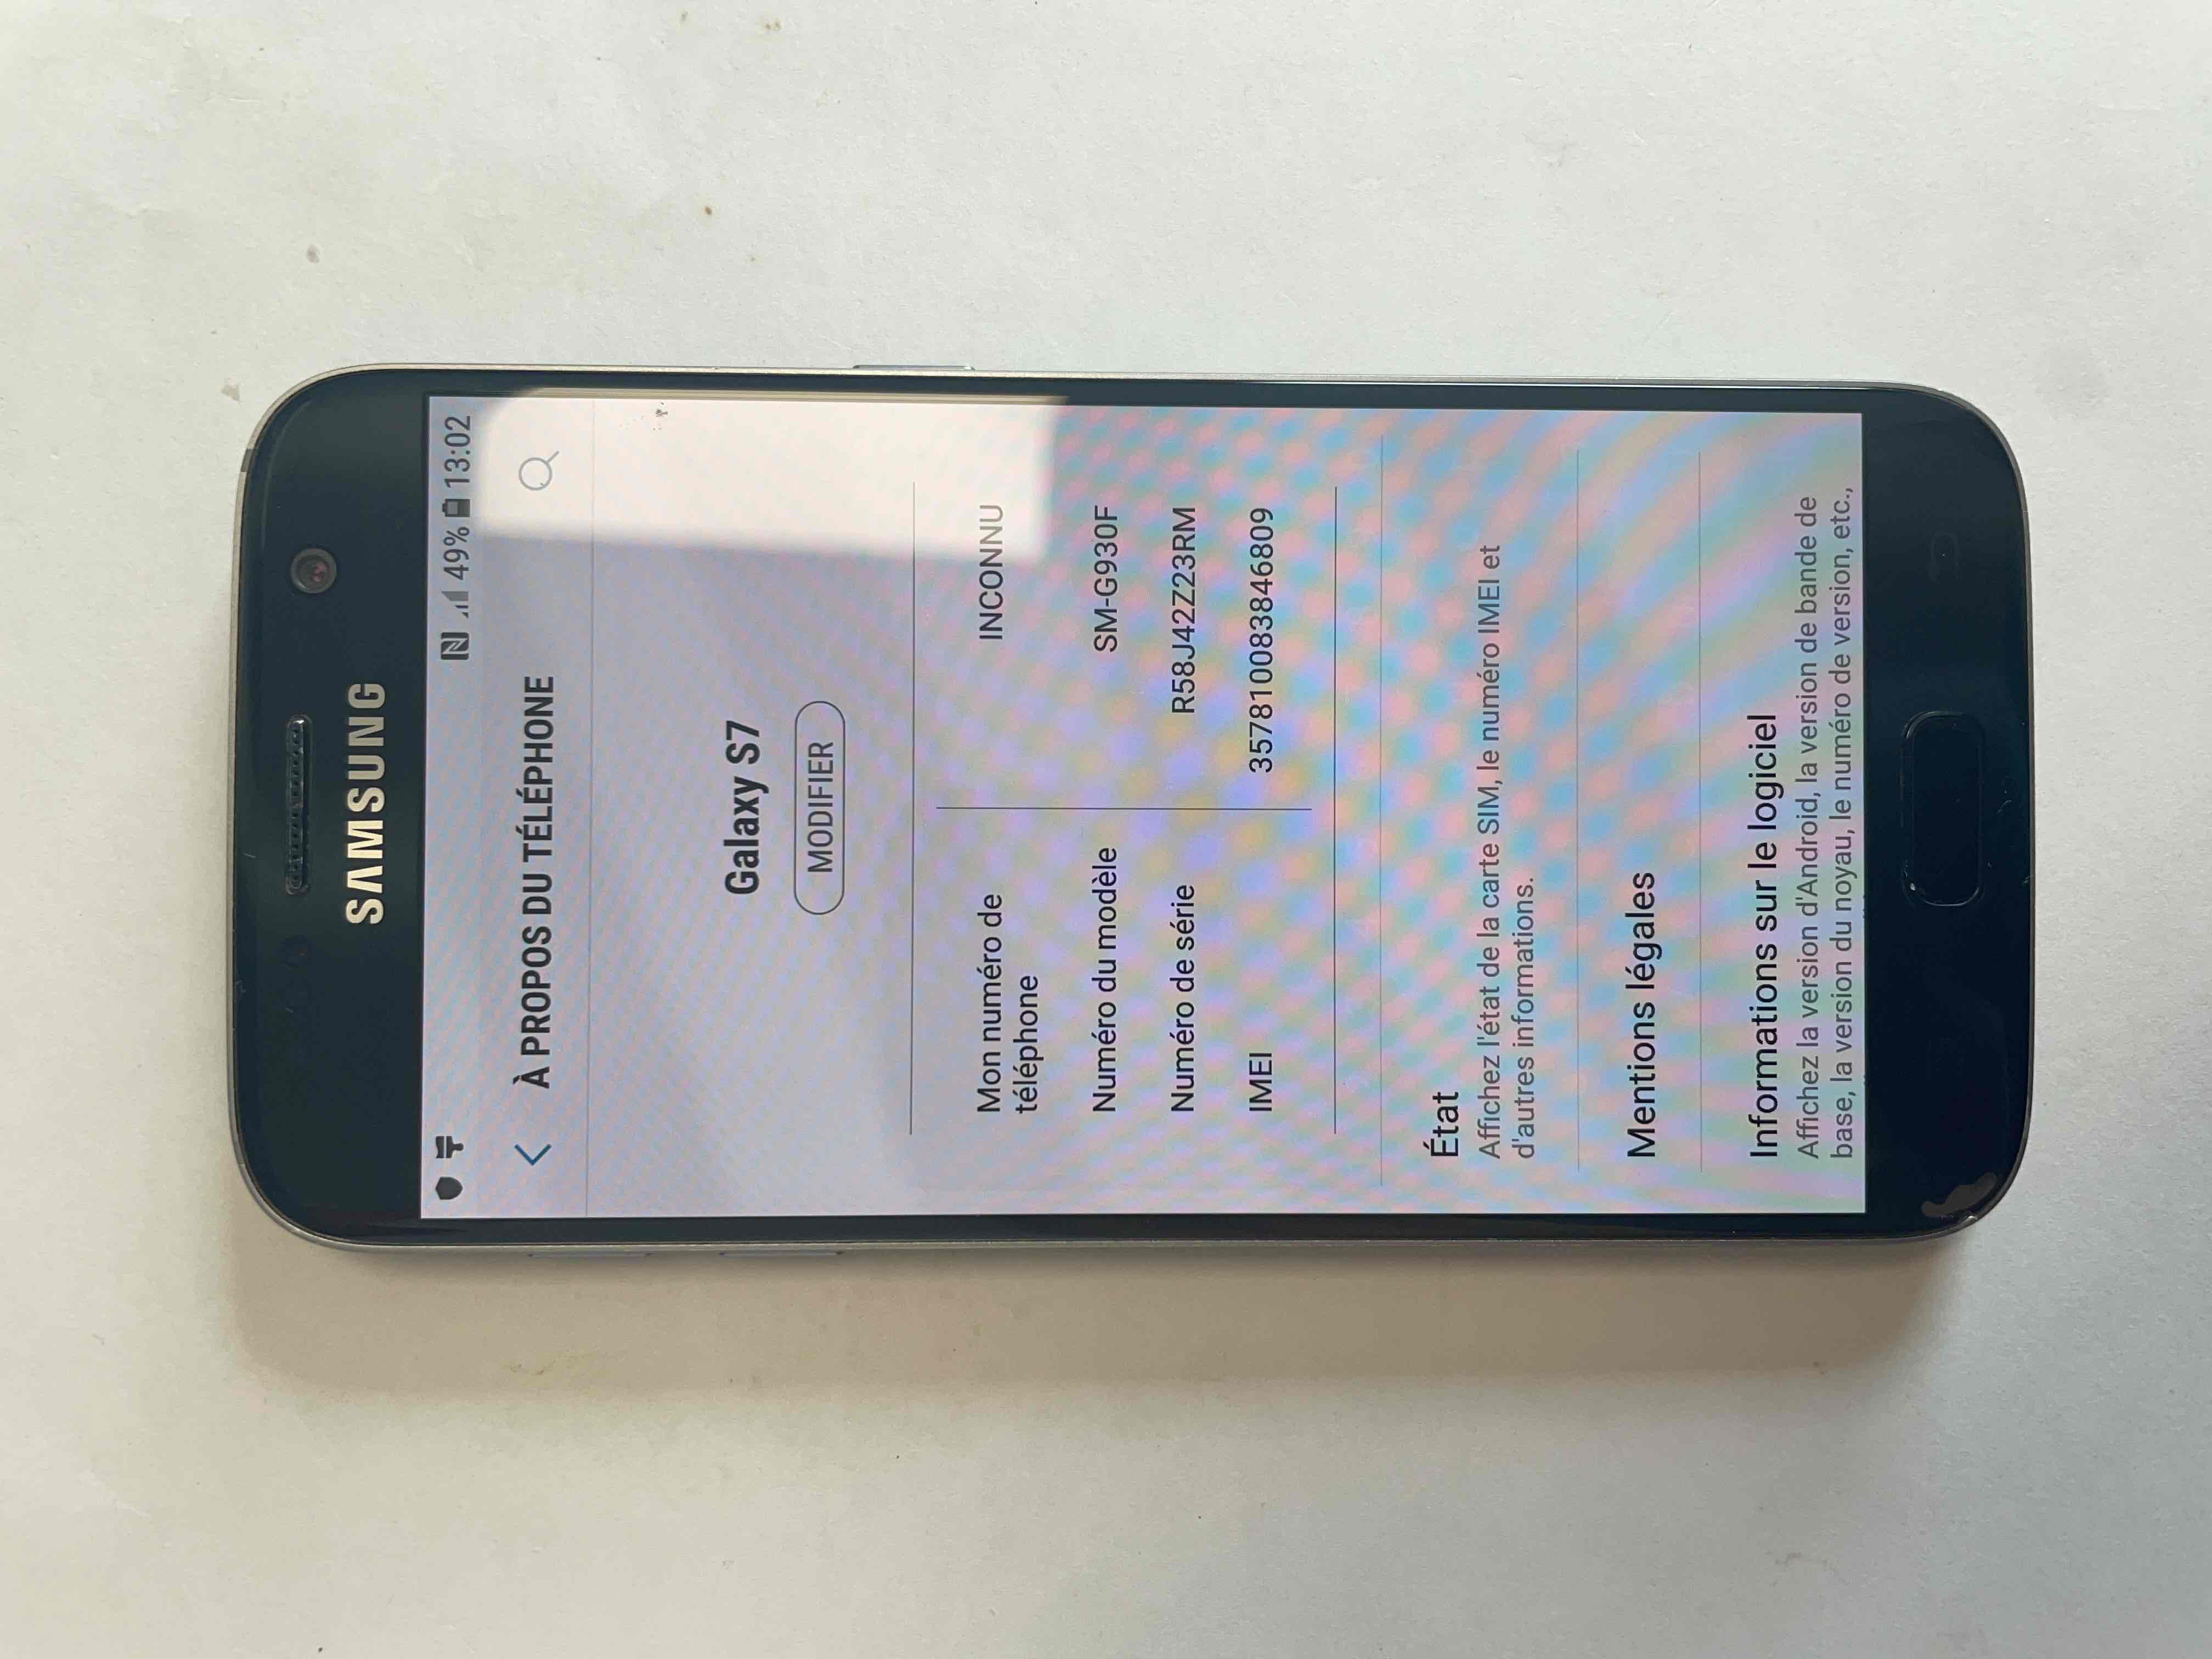 SAMSUNG
49% 13:02
À PROPOS DU TÉLÉPHONE
Galaxy S7
MODIFIER
Mon numéro de téléphone INCONNU
Numéro du modèle SM-G930F
Numéro de série R58J42Z23RM
IMEI 357810083846809
État
Affichez l'état de la carte SIM, le numéro IMEI et
d'autres informations.
Mentions légales
Informations sur le logiciel
Affichez la version d'Android, la version de bande de
base, la version du noyau, le numéro de version, etc.,